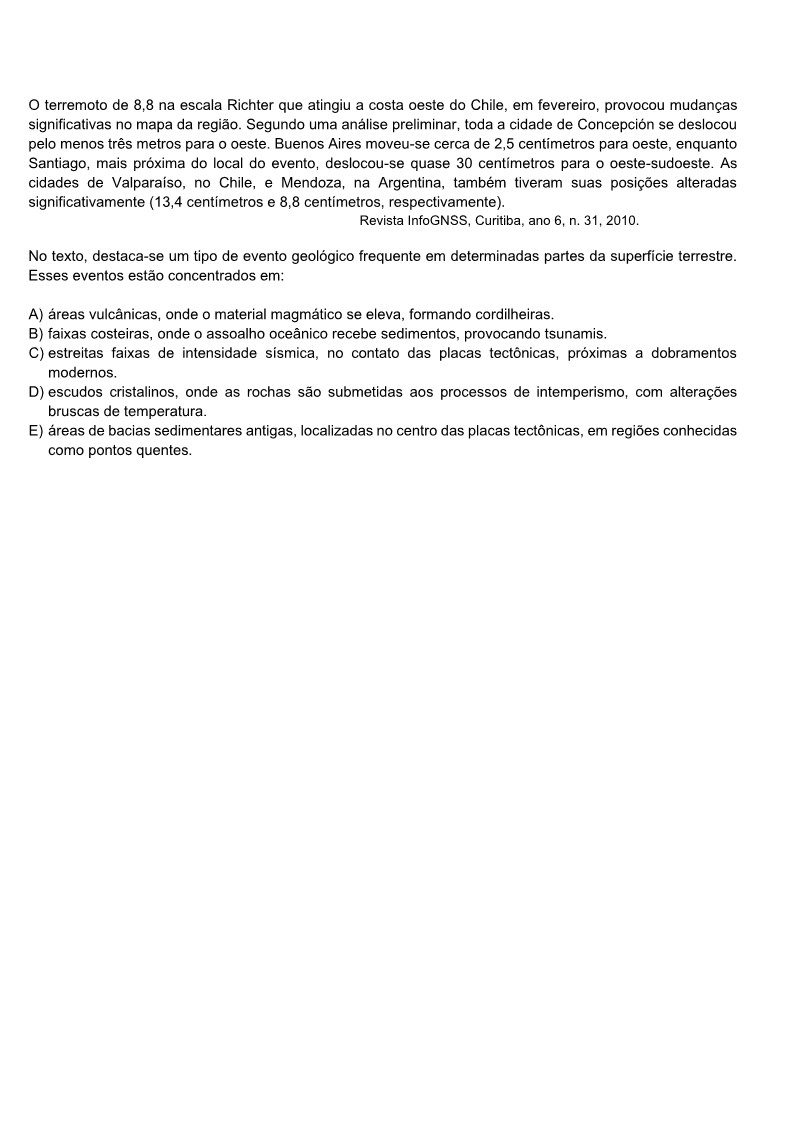 O terremoto de 8,8 na escala Richter que atingiu a costa oeste do Chile, em fevereiro, provocou mudanças
significativas no mapa da região. Segundo uma análise preliminar, toda a cidade de Concepción se deslocou
pelo menos três metros para o oeste. Buenos Aires moveu-se cerca de 2,5 centímetros para oeste, enquanto
Santiago, mais próxima do local do evento, deslocou-se quase 30 centímetros para o oeste-sudoeste. As
cidades de Valparaíso, no Chile, e Mendoza, na Argentina, também tiveram suas posições alteradas
significativamente (13,4 centímetros e 8,8 centímetros, respectivamente).
Revista InfoGNSS, Curitiba, ano 6, n. 31, 2010.
No texto, destaca-se um tipo de evento geológico frequente em determinadas partes da superfície terrestre.
Esses eventos estão concentrados em:
A) áreas vulcânicas, onde o material magmático se eleva, formando cordilheiras.
B) faixas costeiras, onde o assoalho oceânico recebe sedimentos, provocando tsunamis.
C) estreitas faixas de intensidade sísmica, no contato das placas tectônicas, próximas a dobramentos
modernos.
D) escudos cristalinos, onde as rochas são submetidas aos processos de intemperismo, com alterações
bruscas de temperatura.
E) áreas de bacias sedimentares antigas, localizadas no centro das placas tectônicas, em regiões conhecidas
como pontos quentes.